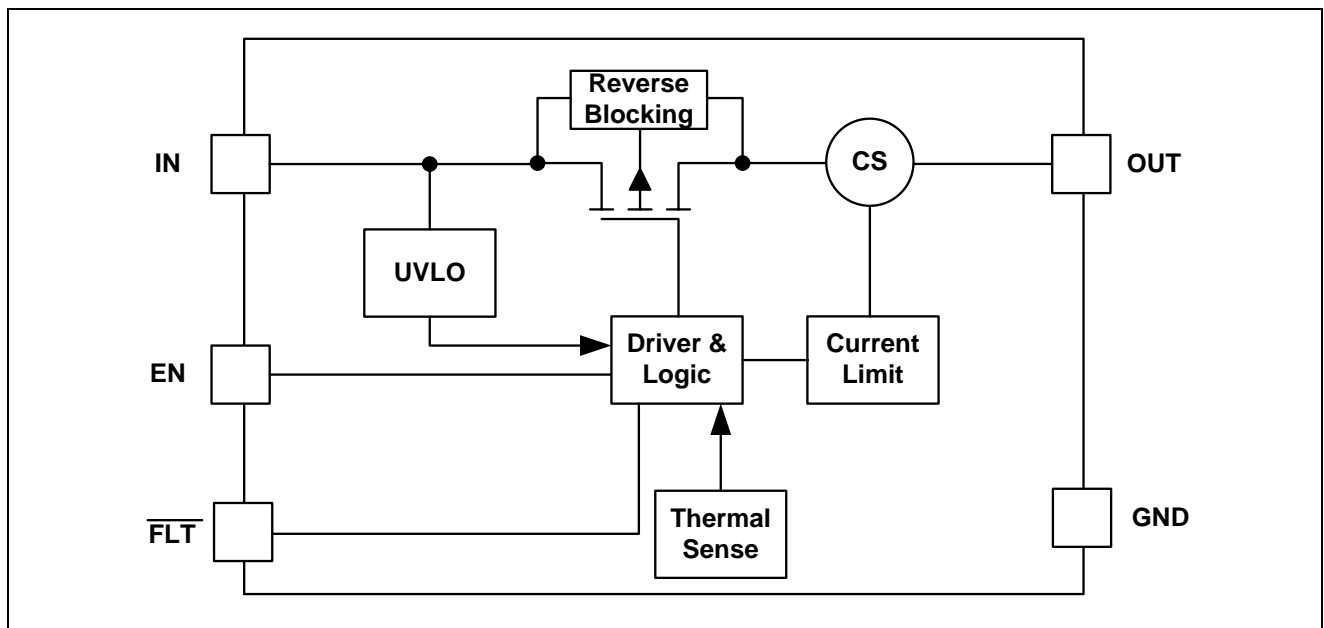 Reverse
Blocking
IN
CS
OUT
UVLO
Driver &
Logic
Current
Limit
EN
Thermal
Sense
FLT
GND